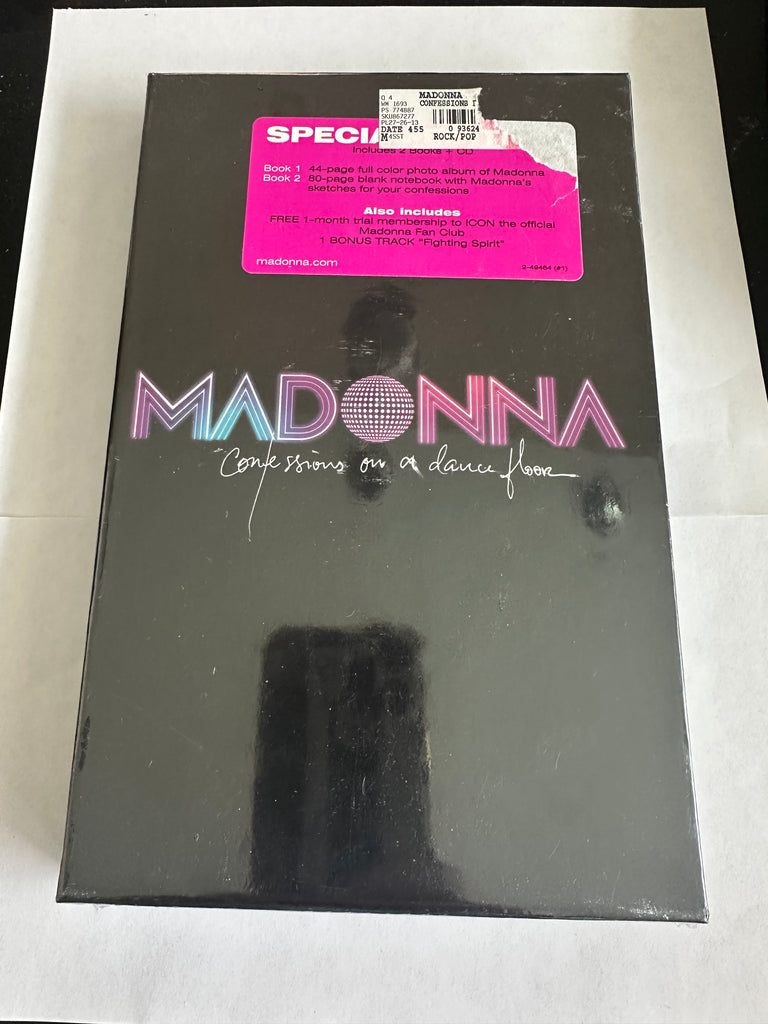 Q 4 MADONNA
WM 1693 CONFESSIONS
PS 774887
SKU867277
PL27-26-13
DATE 455 0 93624
M4SST ROCK/POP
SPECIA
Includes 2 Books + CD
Book 1 44-page full color photo album of Madonna
Book 2 80-page blank notebook with Madonna's
sketches for your confessions
Also includes
FREE 1-month trial membership to ICON the official
Madonna Fan Club
1 BONUS TRACK "Fighting Spirit"
madonna.com 2-49464 (#1)
MADONNA
Confessions on a dance floor